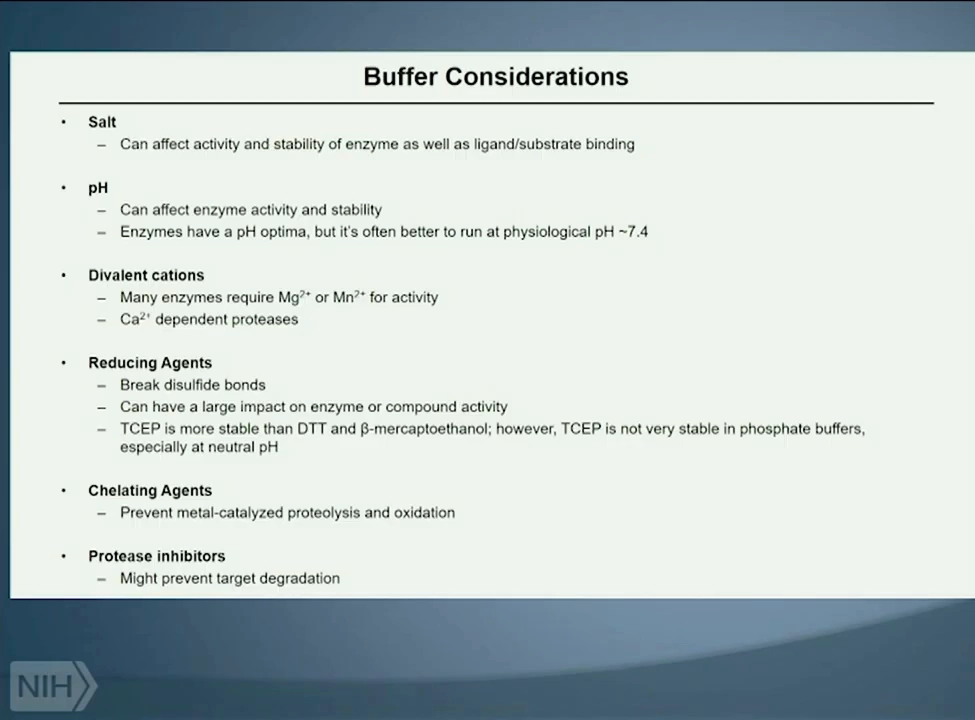 Buffer Considerations
• Salt
– Can affect activity and stability of enzyme as well as ligand/substrate binding
• pH
– Can affect enzyme activity and stability
– Enzymes have a pH optima, but it's often better to run at physiological pH ~7.4
• Divalent cations
– Many enzymes require Mg²⁺ or Mn²⁺ for activity
– Ca²⁺ dependent proteases
• Reducing Agents
– Break disulfide bonds
– Can have a large impact on enzyme or compound activity
– TCEP is more stable than DTT and β-mercaptoethanol; however, TCEP is not very stable in phosphate buffers,
especially at neutral pH
• Chelating Agents
– Prevent metal-catalyzed proteolysis and oxidation
• Protease inhibitors
– Might prevent target degradation
NIH